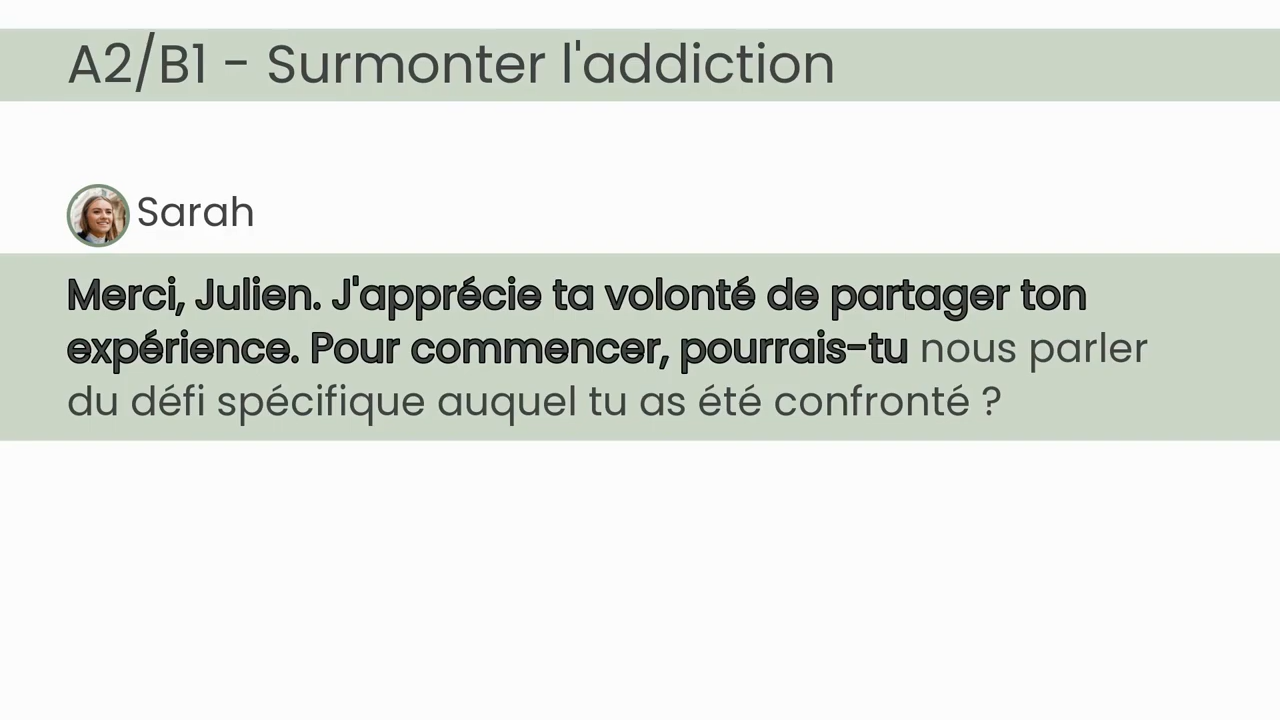 A2/B1 - Surmonter l'addiction
Sarah
Merci, Julien. J'apprécie ta volonté de partager ton
expérience. Pour commencer, pourrais-tu nous parler
du défi spécifique auquel tu as été confronté ?